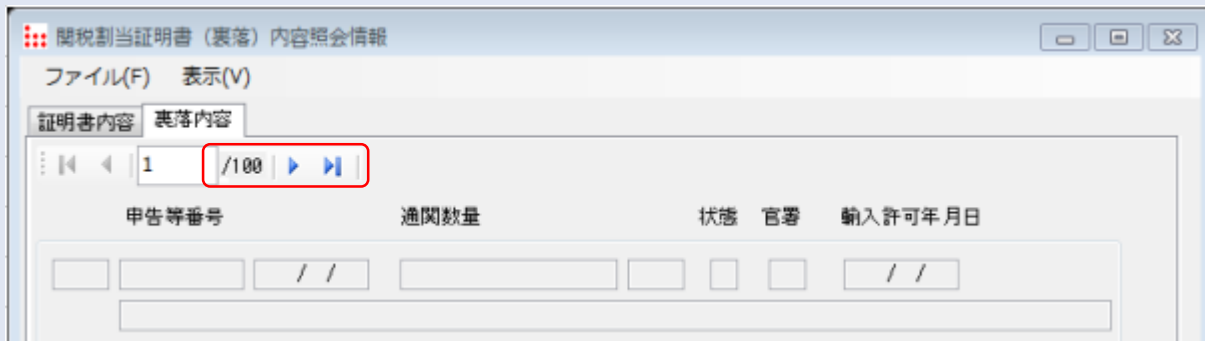 関税割当証明書（裏落）内容照会情報
ファイル(F) 表示(V)
証明書内容 裏落内容
1 /100
申告等番号 通関数量 状態 官署 輸入許可年月日
/ / / /